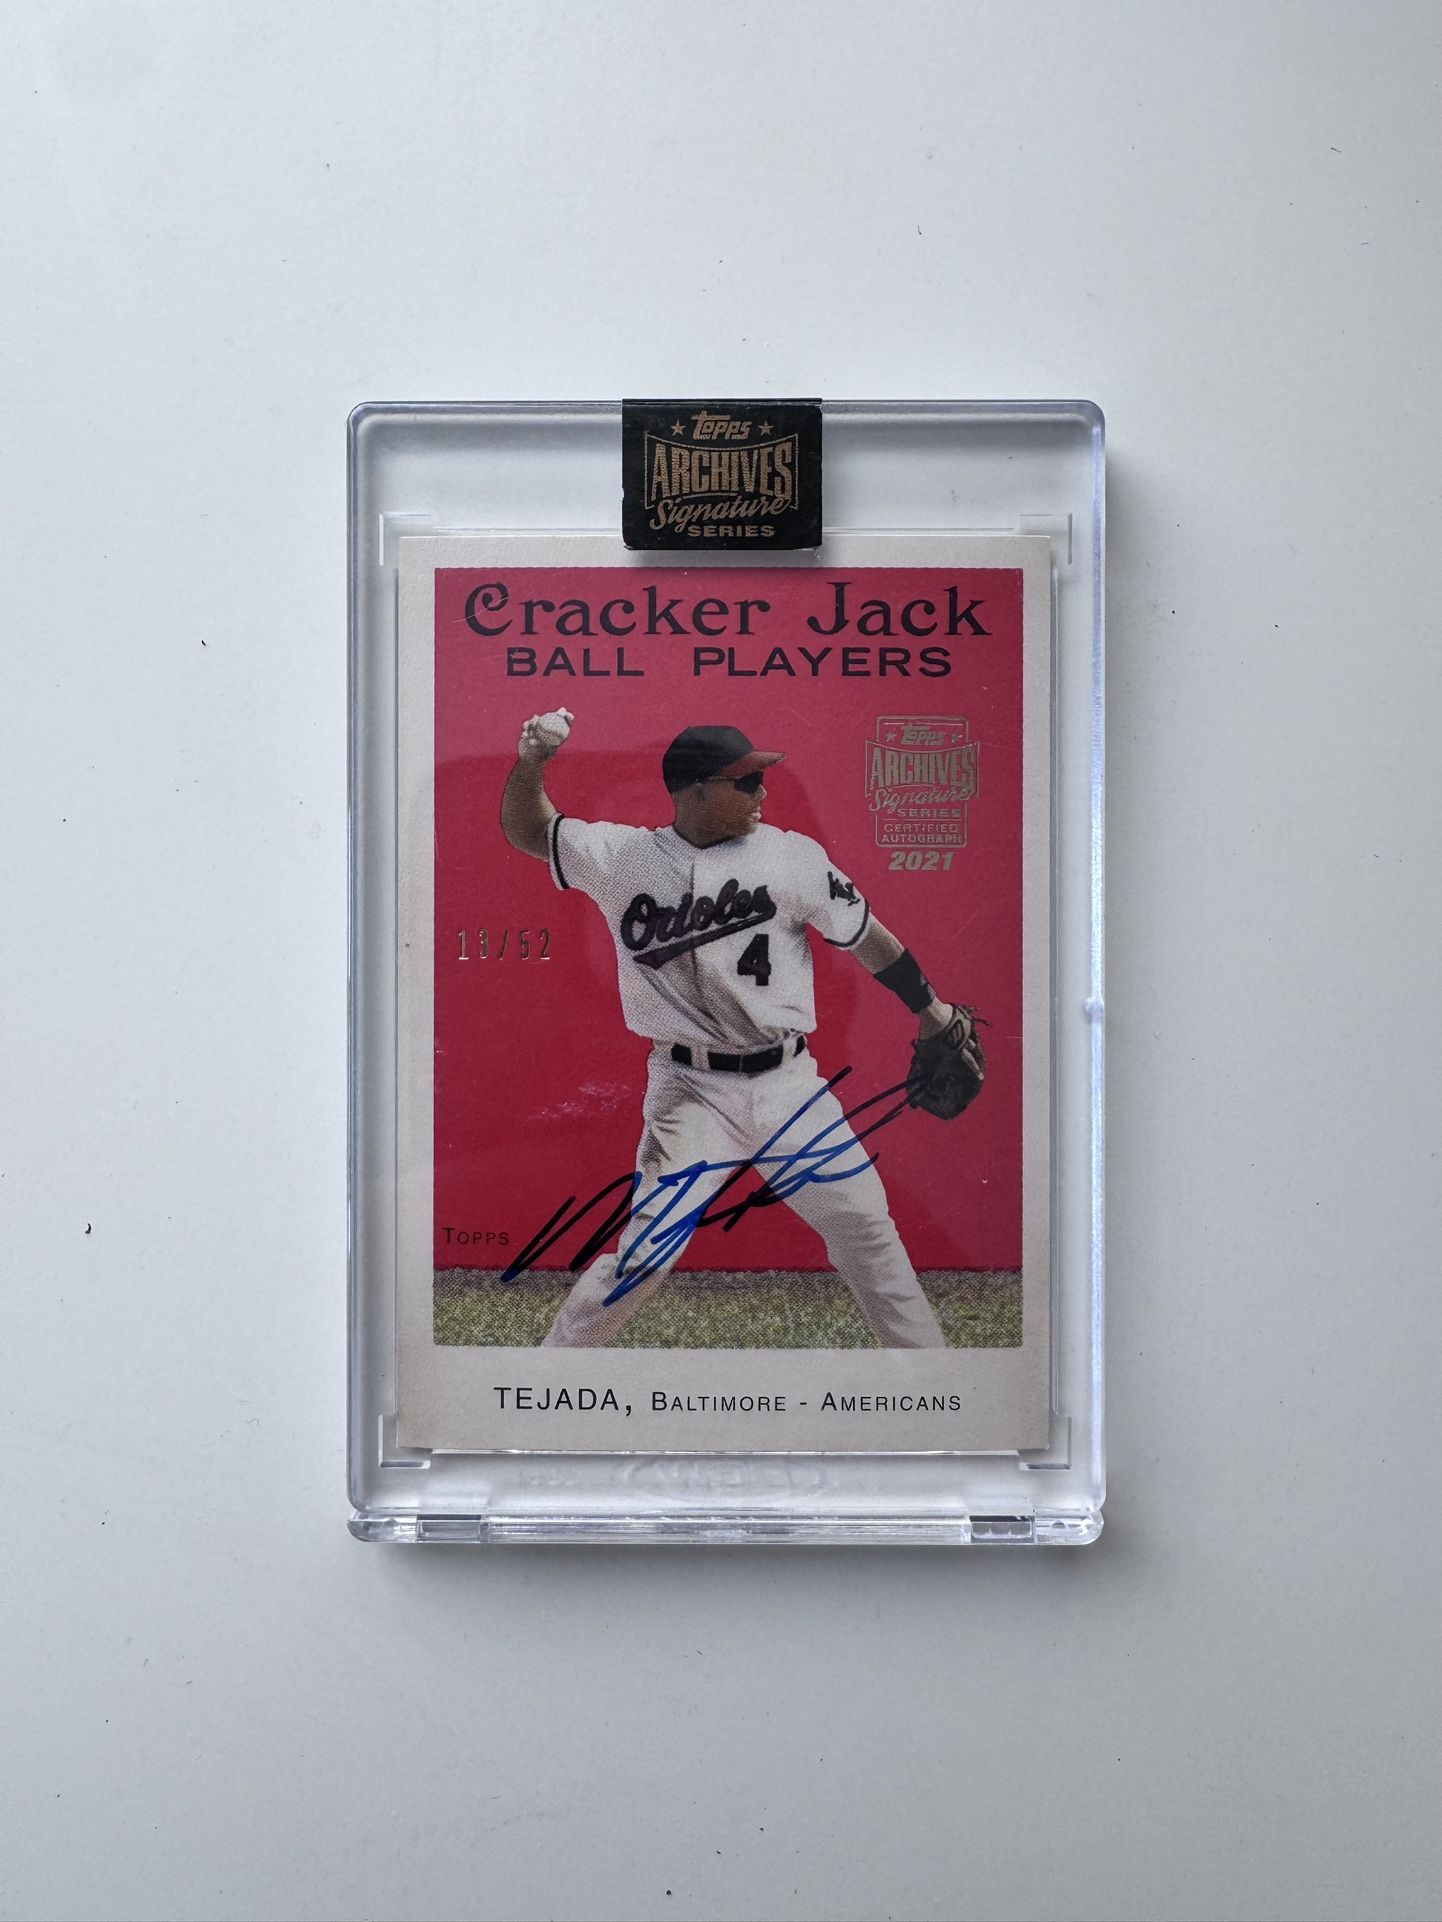 Topps
ARCHIVES
Signature
SERIES
Cracker Jack
BALL PLAYERS
Topps
ARCHIVES
Signature
SERIES
CERTIFIED
AUTOGRAPH
2021
Orioles
4
13/52
TOPPS
TEJADA, BALTIMORE - AMERICANS